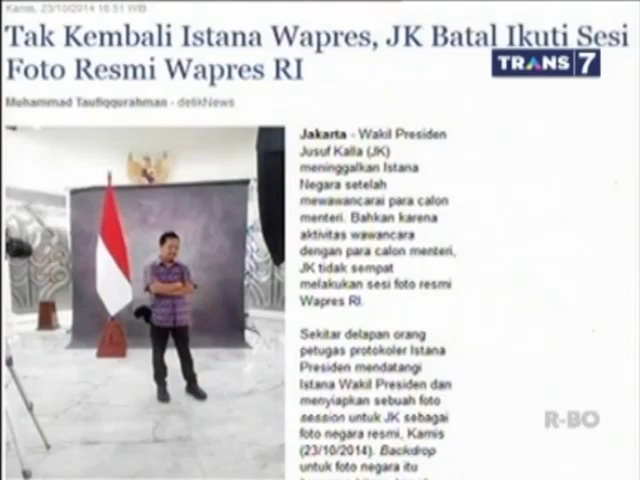 Kamis, 23/10/2014 16:51 WIB
Tak Kembali Istana Wapres, JK Batal Ikuti Sesi
Foto Resmi Wapres RI
TRANS 7
Muhammad Taufiqqurahman - detikNews
Jakarta - Wakil Presiden
Jusuf Kalla (JK)
meninggalkan Istana
Negara setelah
mewawancarai para calon
menteri. Bahkan karena
aktivitas wawancara
dengan para calon menteri,
JK tidak sempat
melakukan sesi foto resmi
Wapres RI.
Sekitar delapan orang
petugas protokoler Istana
Presiden mendatangi
Istana Wakil Presiden dan
menyiapkan sebuah foto
session untuk JK sebagai
foto negara resmi, Kamis
(23/10/2014). Backdrop
untuk foto negara itu
R-BO